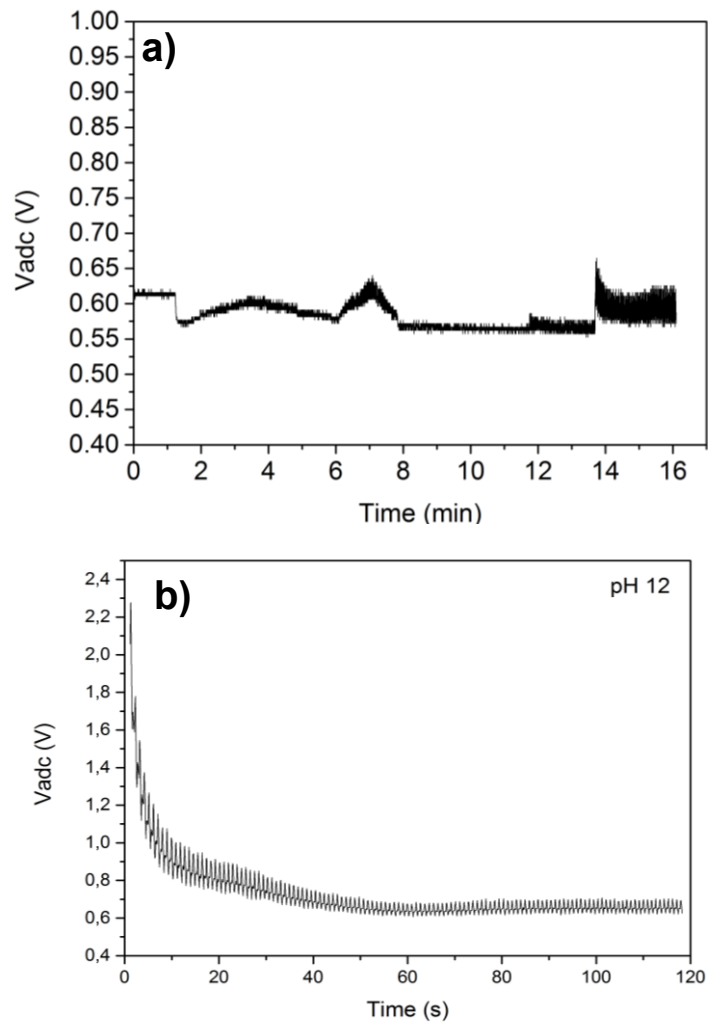 a)
1.00
0.95
0.90
0.85
0.80
0.75
0.70
0.65
0.60
0.55
0.50
0.45
0.40
Vadc (V)
0 2 4 6 8 10 12 14 16
Time (min)
b)
pH 12
2,4
2,2
2,0
1,8
1,6
1,4
1,2
1,0
0,8
0,6
0,4
Vadc (V)
0 20 40 60 80 100 120
Time (s)